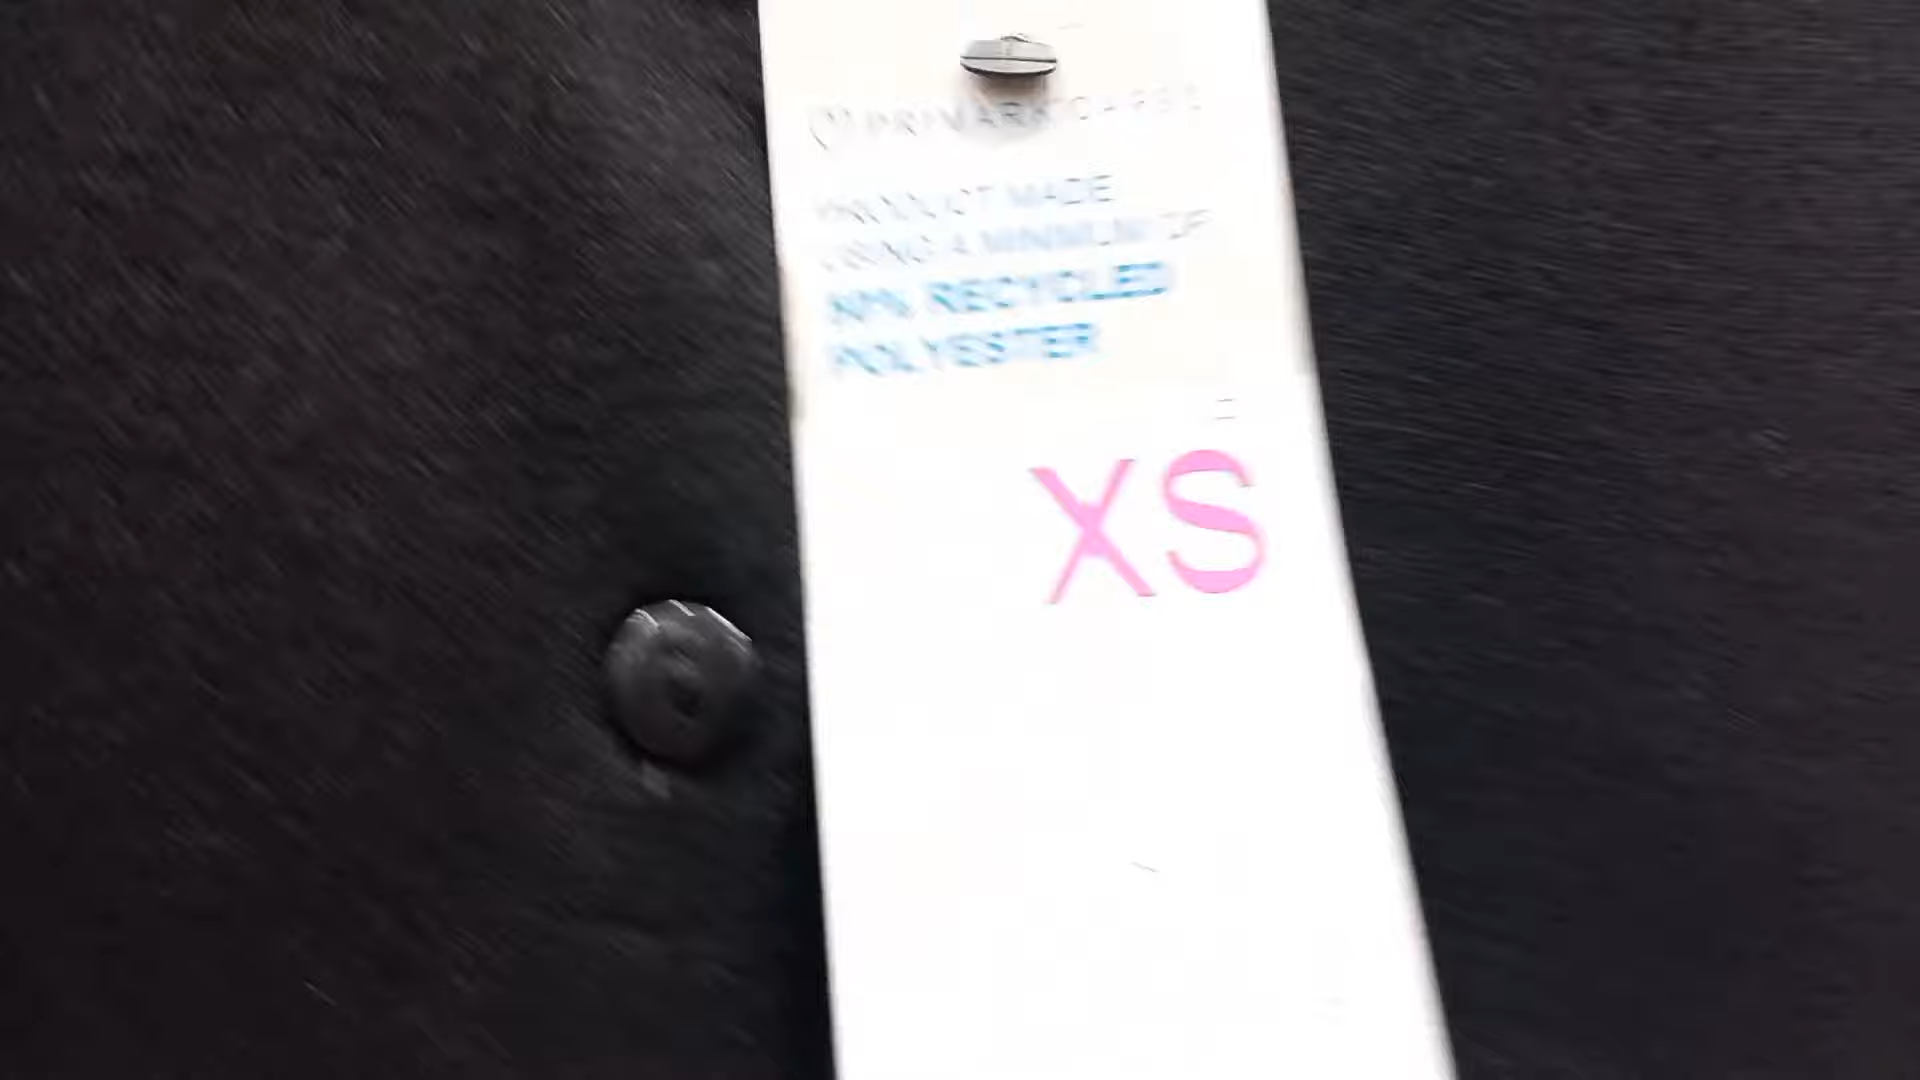 PRIMARK CARES
PRODUCT MADE
USING A MINIMUM OF
RECYCLED
POLYESTER
XS